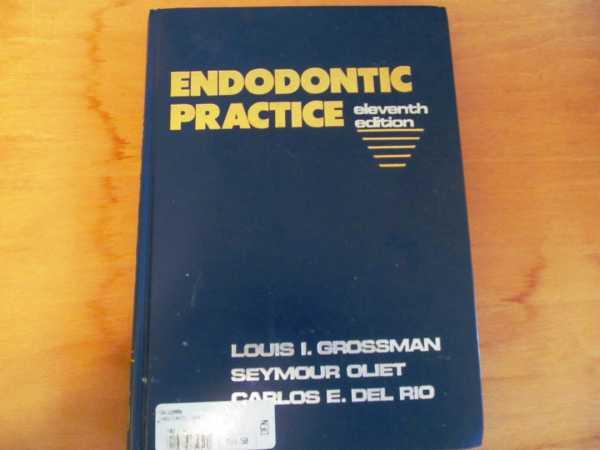 ENDODONTIC
PRACTICE eleventh
edition
LOUIS I. GROSSMAN
SEYMOUR OLIET
CARLOS E. DEL RIO